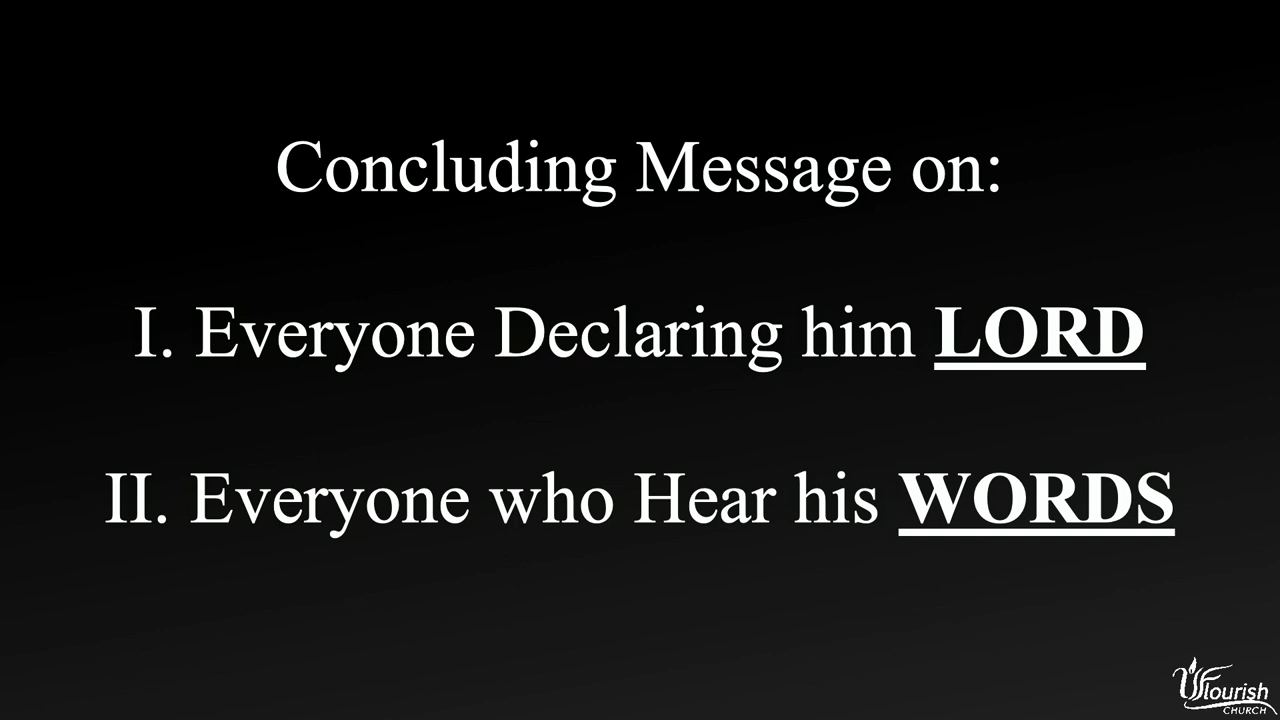 Concluding Message on:
I. Everyone Declaring him LORD
II. Everyone who Hear his WORDS
Flourish
CHURCH